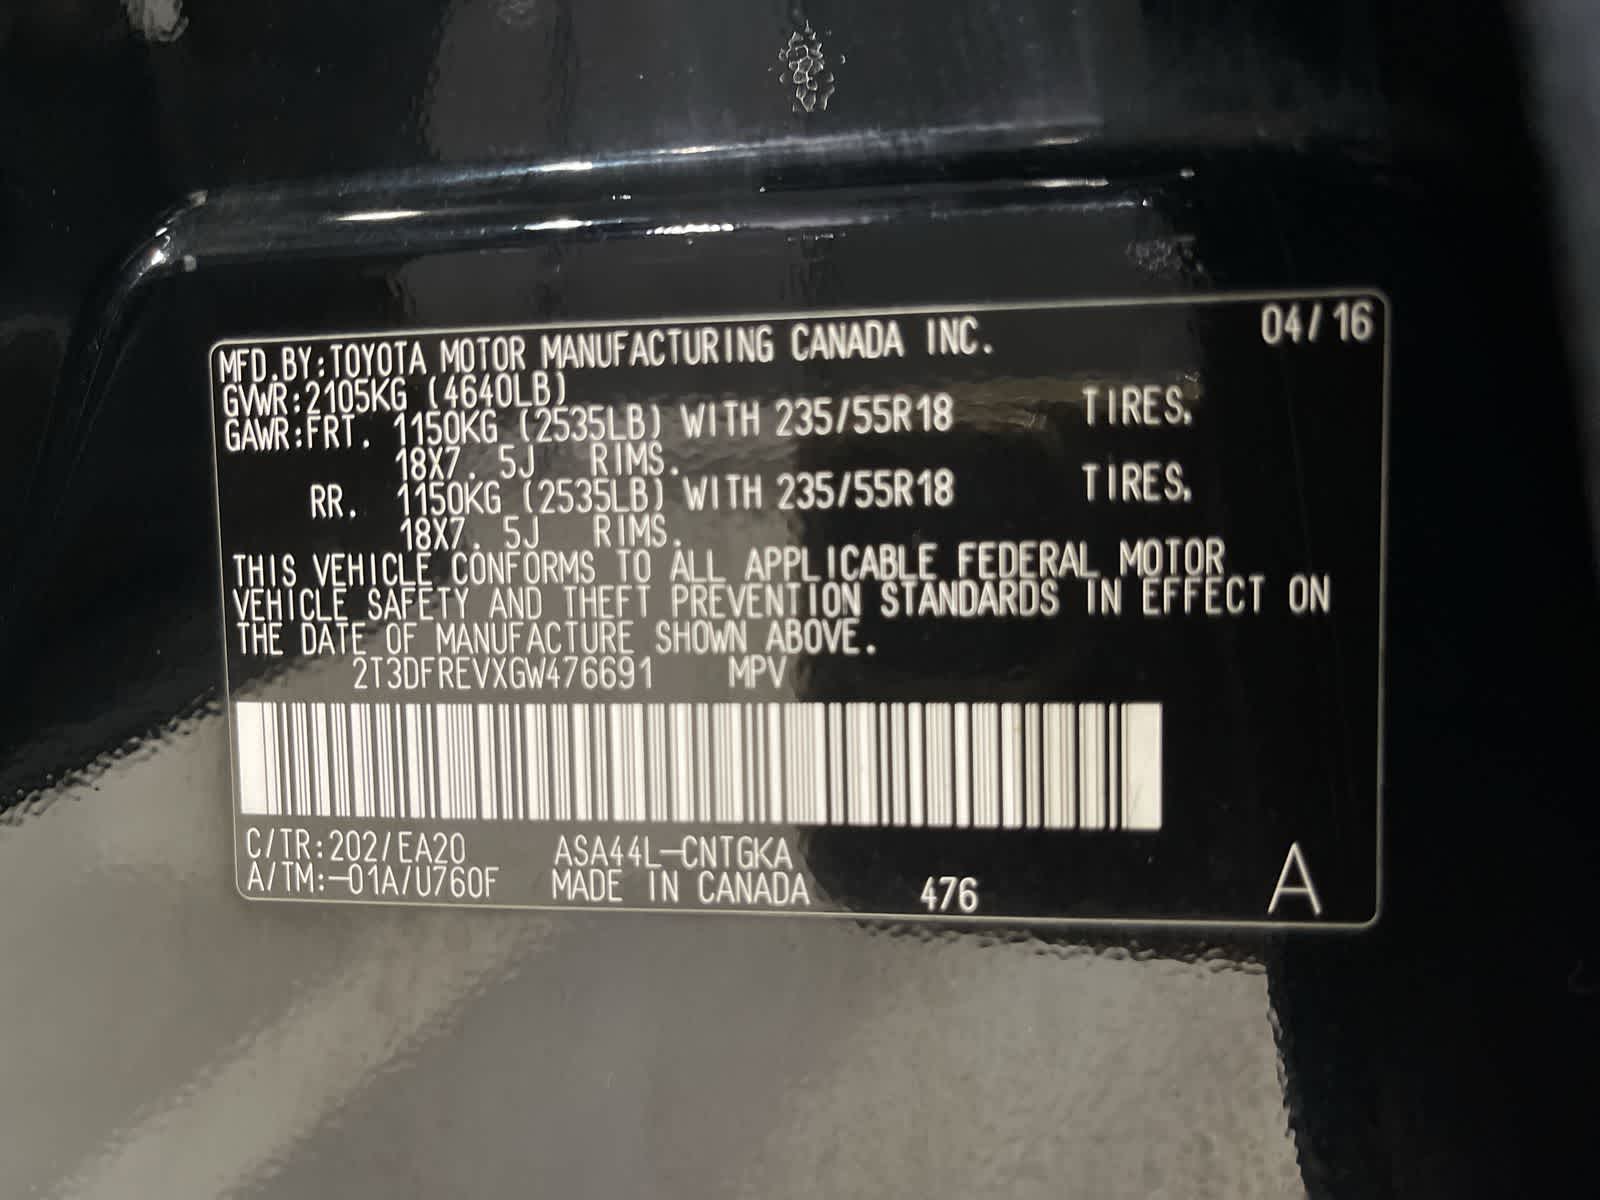 MFD.BY:TOYOTA MOTOR MANUFACTURING CANADA INC. 04/16
GVWR:2105KG (4640LB)
GAWR:FRT. 1150KG (2535LB) WITH 235/55R18 TIRES.
18X7. 5J RIMS.
RR. 1150KG (2535LB) WITH 235/55R18 TIRES.
18X7. 5J RIMS.
THIS VEHICLE CONFORMS TO ALL APPLICABLE FEDERAL MOTOR
VEHICLE SAFETY AND THEFT PREVENTION STANDARDS IN EFFECT ON
THE DATE OF MANUFACTURE SHOWN ABOVE.
2T3DFREVXGW476691 MPV
C/TR:202/EA20 ASA44L-CNTGKA
A/TM:-01A/U760F MADE IN CANADA 476 A